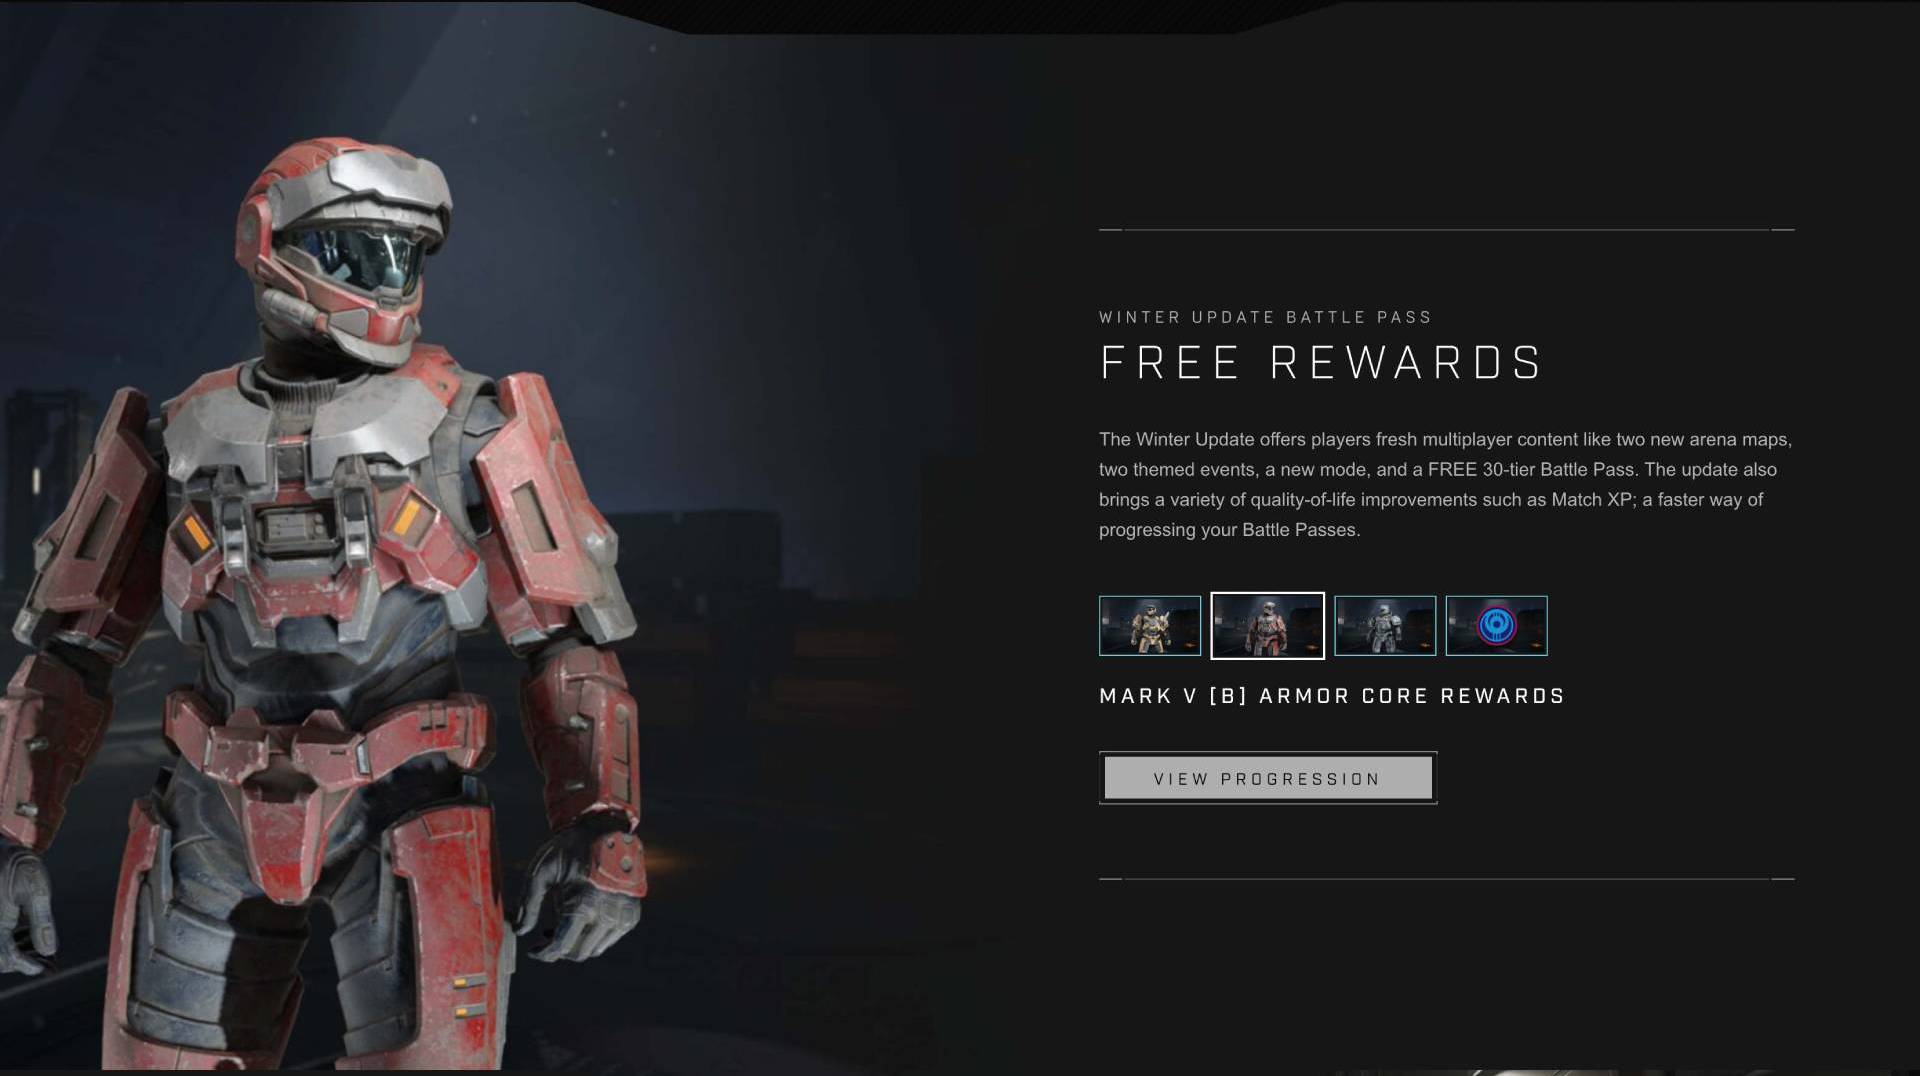 WINTER UPDATE BATTLE PASS
FREE REWARDS
The Winter Update offers players fresh multiplayer content like two new arena maps,
two themed events, a new mode, and a FREE 30-tier Battle Pass. The update also
brings a variety of quality-of-life improvements such as Match XP; a faster way of
progressing your Battle Passes.
MARK V [B] ARMOR CORE REWARDS
VIEW PROGRESSION